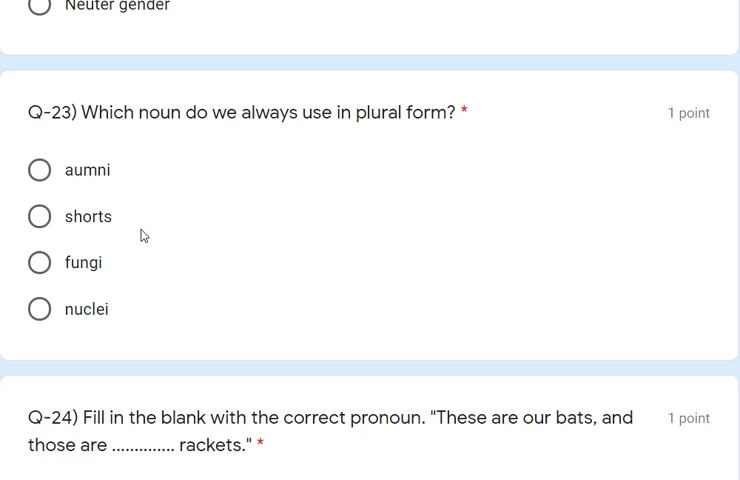 Neuter gender
Q-23) Which noun do we always use in plural form? *
1 point
aumni
shorts
fungi
nuclei
Q-24) Fill in the blank with the correct pronoun. "These are our bats, and
1 point
those are .............. rackets." *